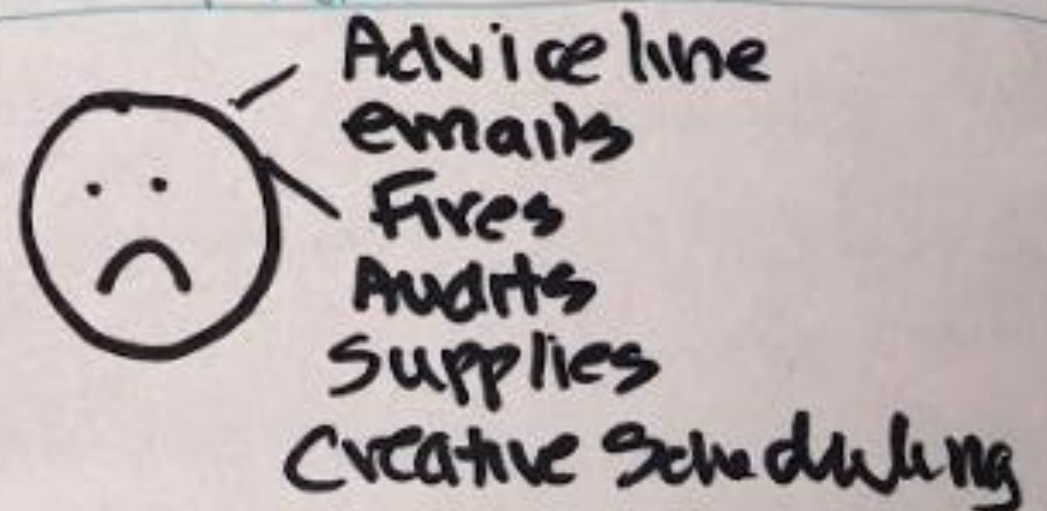 Advice line
emails
Fires
Audits
Supplies
Creative Scheduling